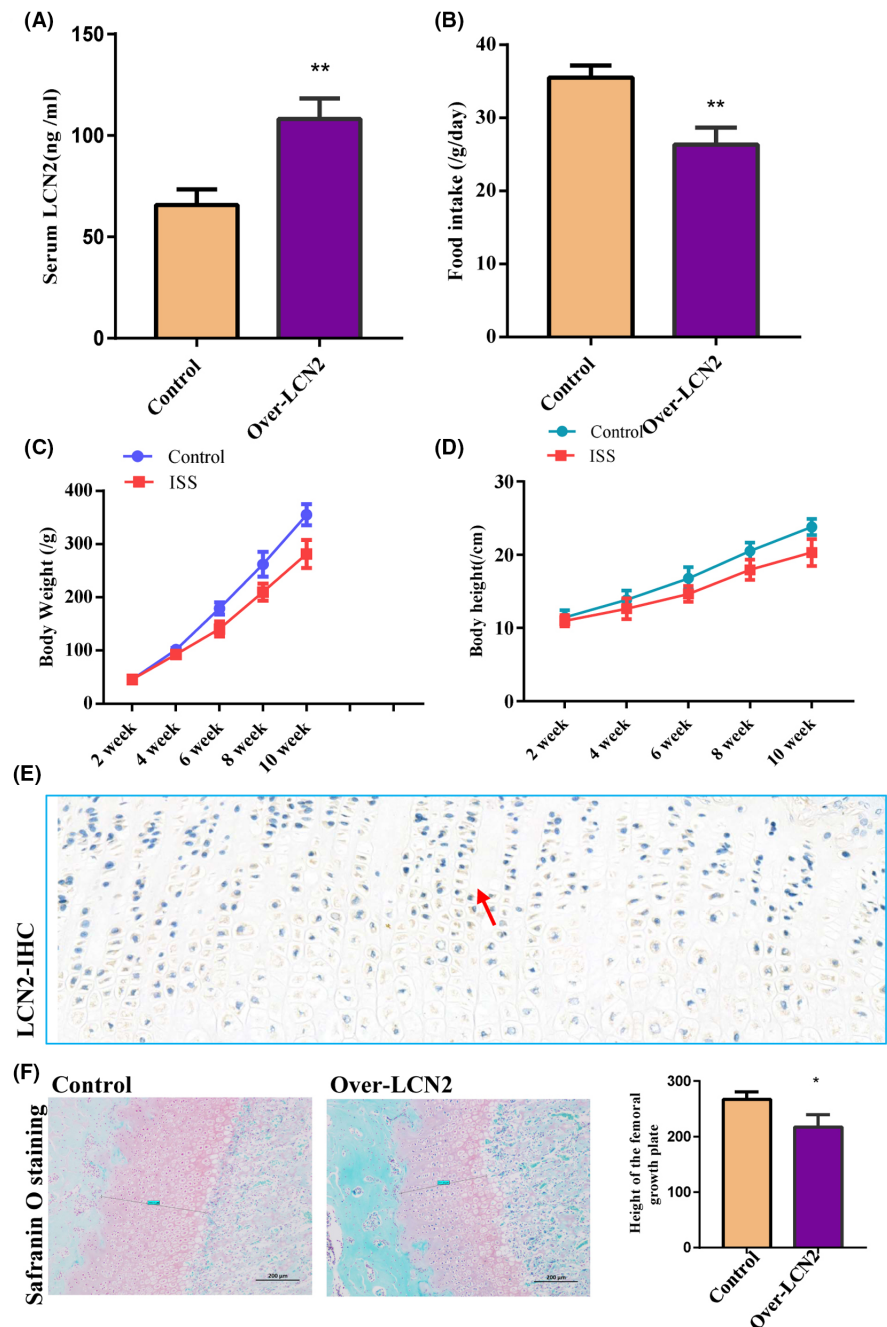 (A)
Serum LCN2(ng /ml)
150
100
50
0
**
Control
Over-LCN2
(B)
Food intake (/g/day)
40
30
20
10
0
**
Control
Over-LCN2
(C)
Control
ISS
Body Weight (/g)
400
300
200
100
0
2 week
4 week
6 week
8 week
10 week
(D)
Control
ISS
Body height(/cm)
30
20
10
0
2 week
4 week
6 week
8 week
10 week
(E)
LCN2-IHC
(F)
Safranin O staining
Control
200 μm
Over-LCN2
200 μm
Height of the femoral
growth plate
300
200
100
0
*
Control
Over-LCN2